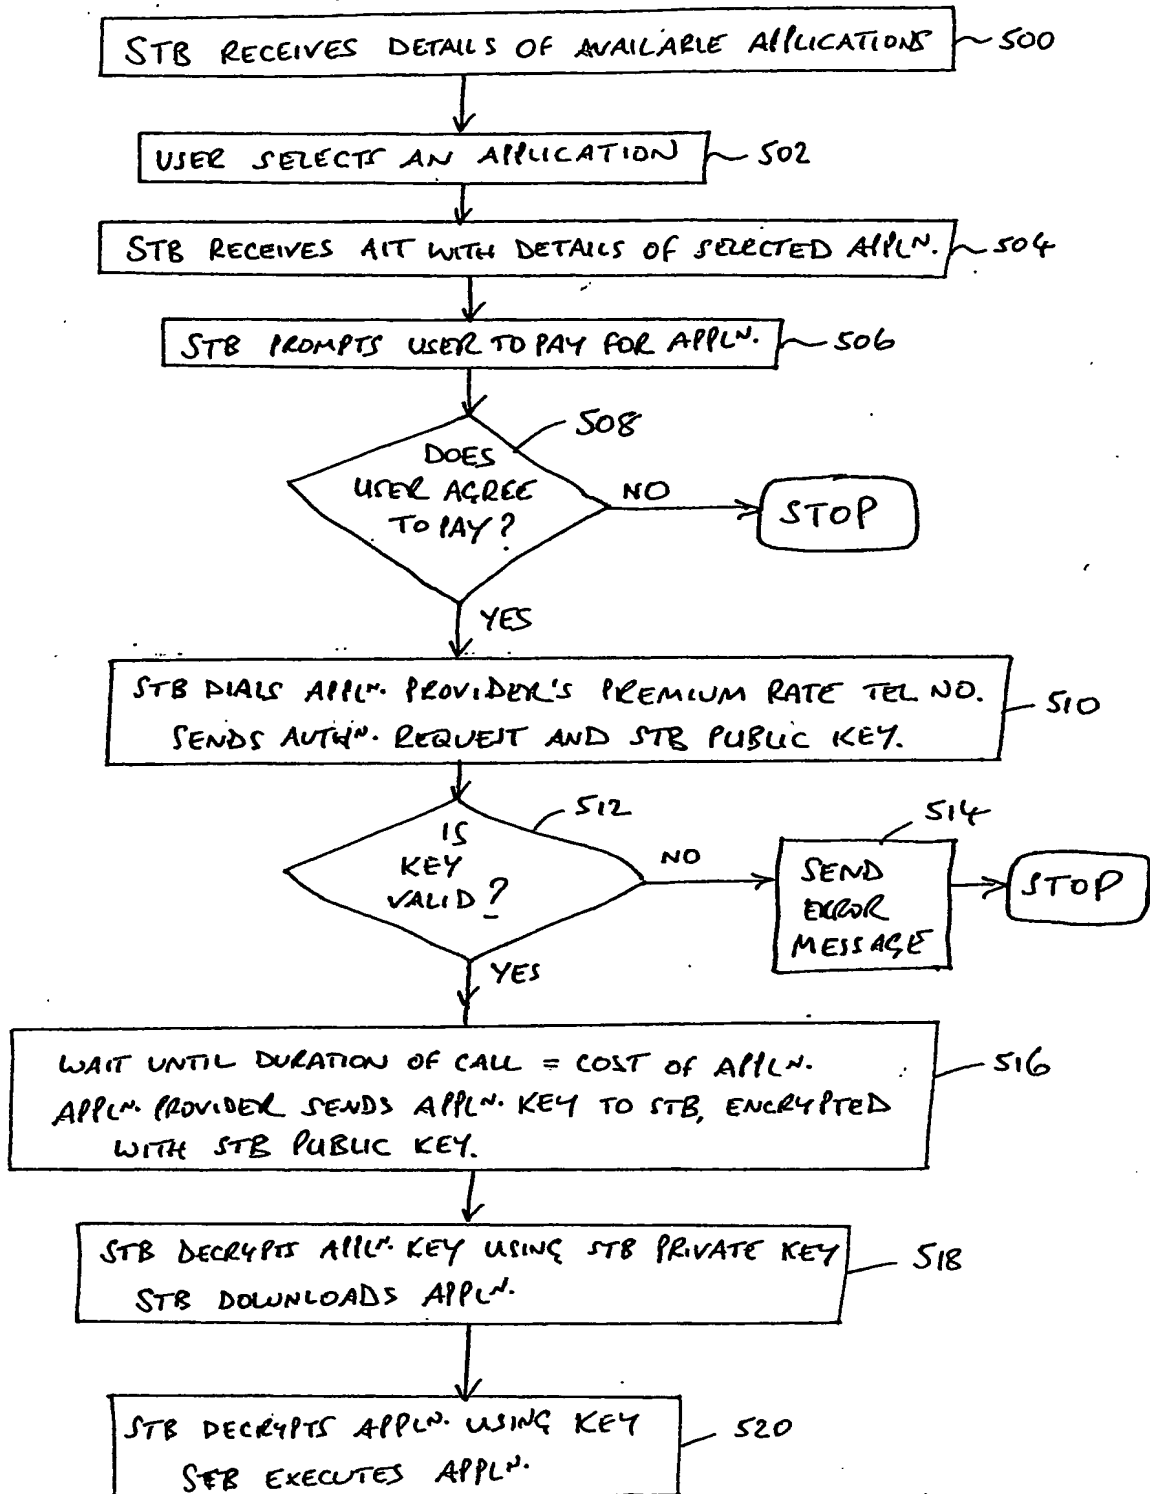 STB RECEIVES DETAILS OF AVAILABLE APPLICATIONS 500
USER SELECTS AN APPLICATION 502
STB RECEIVES AIT WITH DETAILS OF SELECTED APPLN. 504
STB PROMPTS USER TO PAY FOR APPLN. 506
508
DOES
USER AGREE
TO PAY?
NO
STOP
YES
STB DIALS APPLN. PROVIDER'S PREMIUM RATE TEL NO.
SENDS AUTHN. REQUEST AND STB PUBLIC KEY.
510
512
IS
KEY
VALID?
NO
514
SEND
ERROR
MESSAGE
STOP
YES
WAIT UNTIL DURATION OF CALL = COST OF APPLN.
APPLN. PROVIDER SENDS APPLN. KEY TO STB, ENCRYPTED
WITH STB PUBLIC KEY.
516
STB DECRYPTS APPLN. KEY USING STB PRIVATE KEY
STB DOWNLOADS APPLN.
518
STB DECRYPTS APPLN. USING KEY
STB EXECUTES APPLN.
520